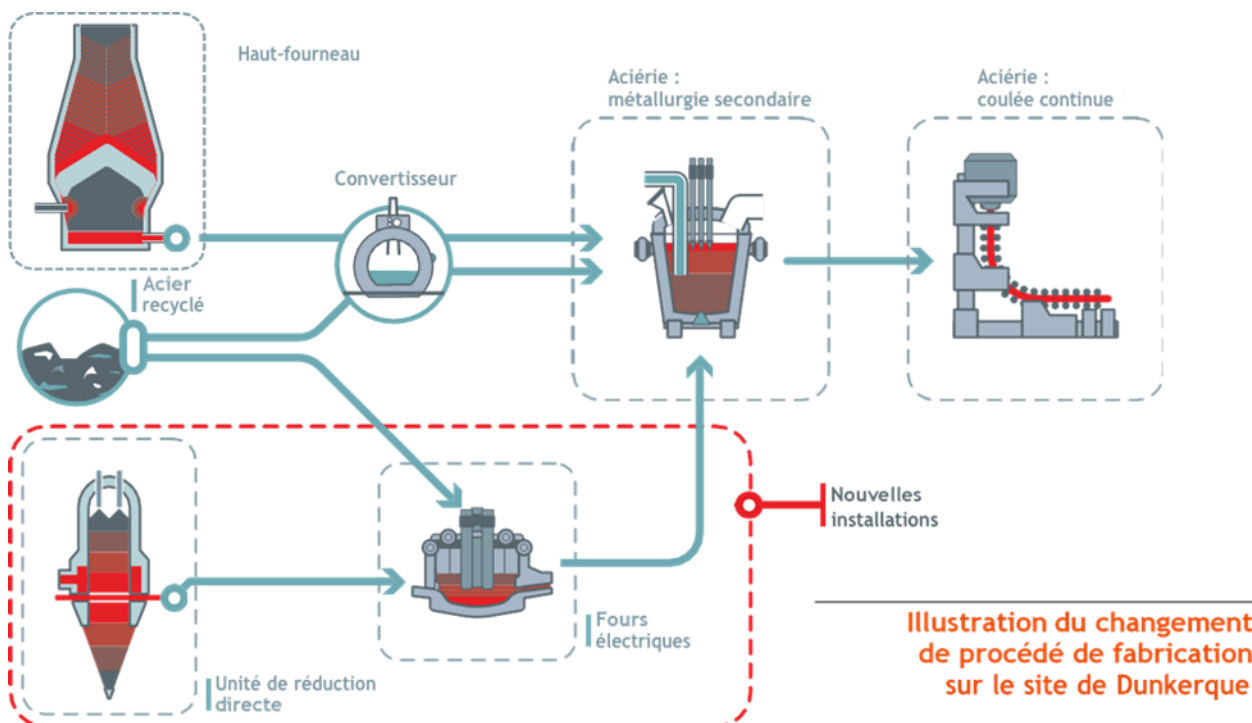 Haut-fourneau
Aciérie :
métallurgie secondaire
Aciérie :
coulée continue
Convertisseur
Acier
recyclé
Nouvelles
installations
Fours
électriques
Unité de réduction
directe
Illustration du changement
de procédé de fabrication
sur le site de Dunkerque